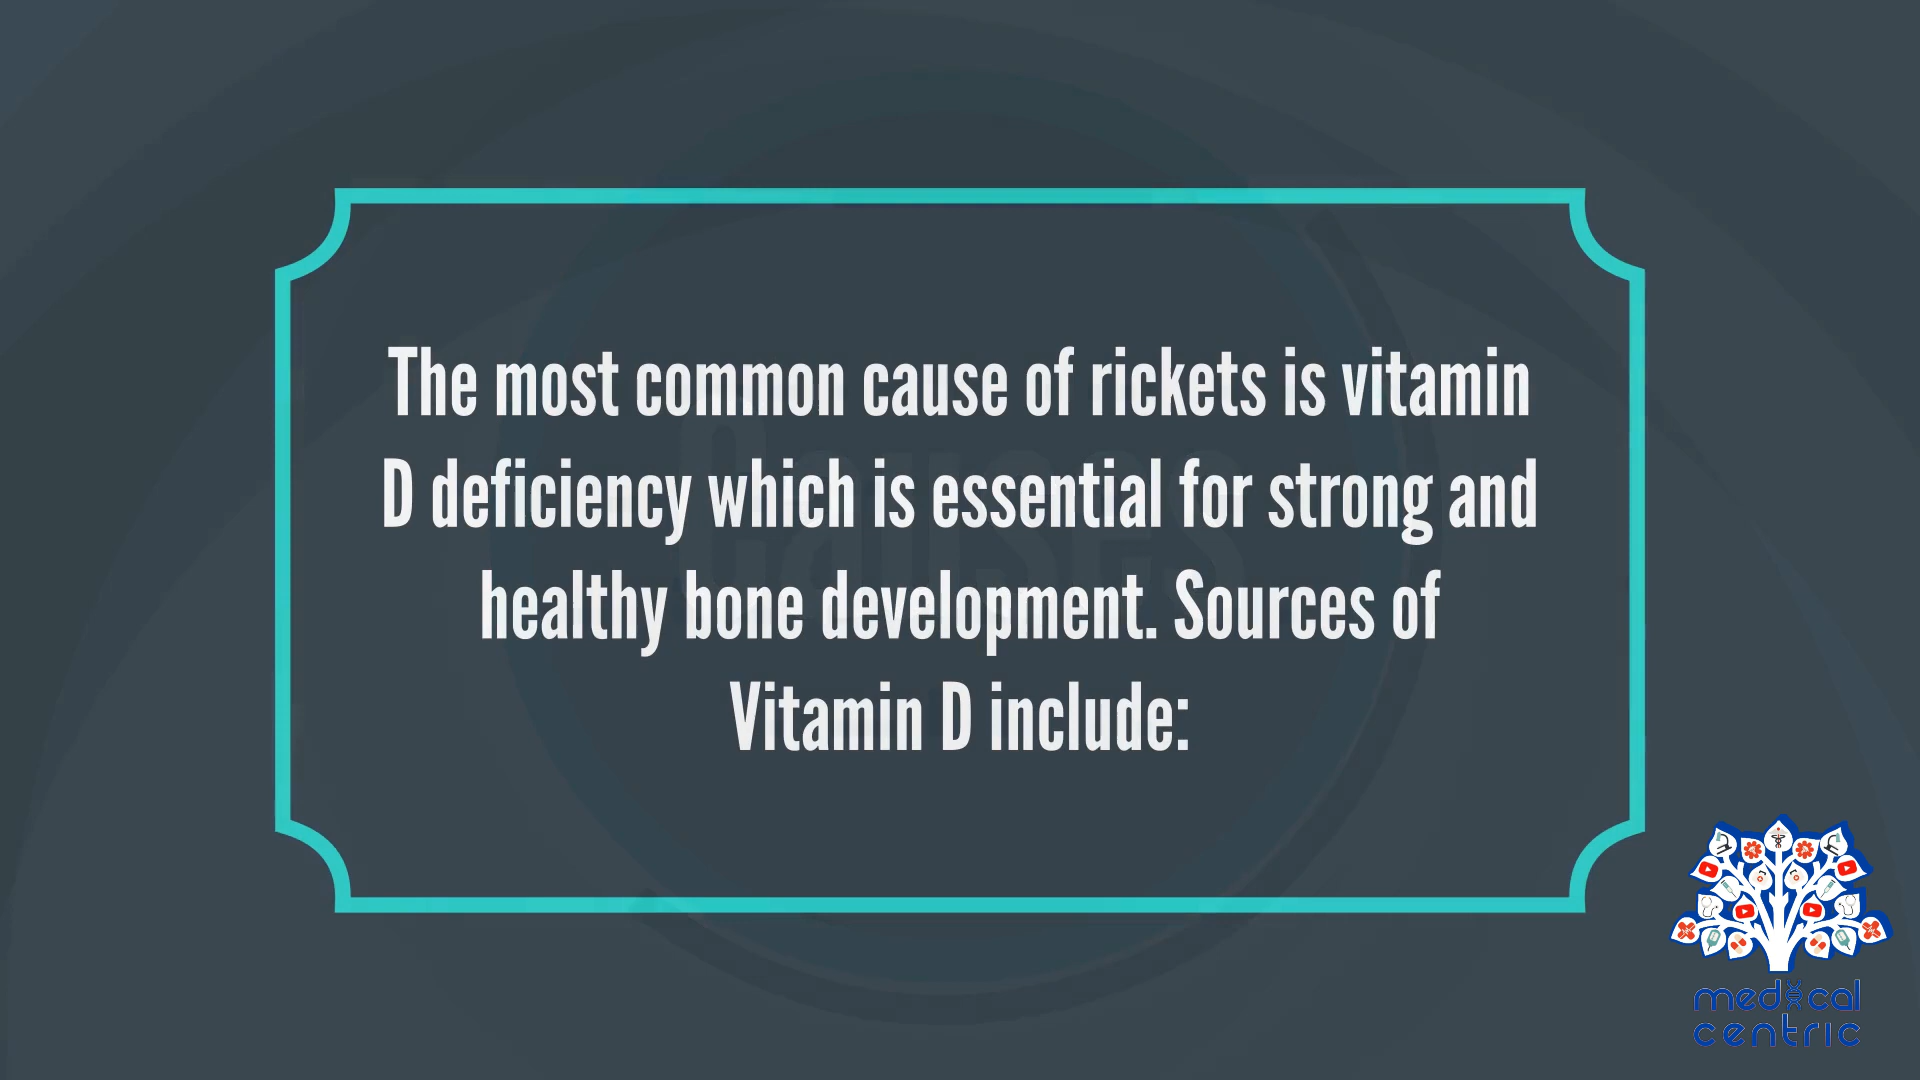 The most common cause of rickets is vitamin
D deficiency which is essential for strong and
healthy bone development. Sources of
Vitamin D include:
Causes
medical
centric